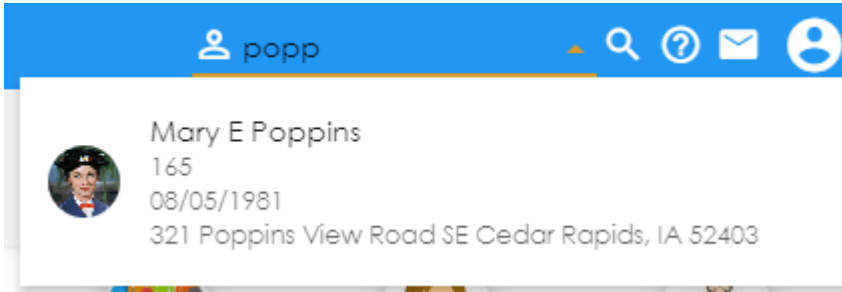 popp
Mary E Poppins
165
08/05/1981
321 Poppins View Road SE Cedar Rapids, IA 52403